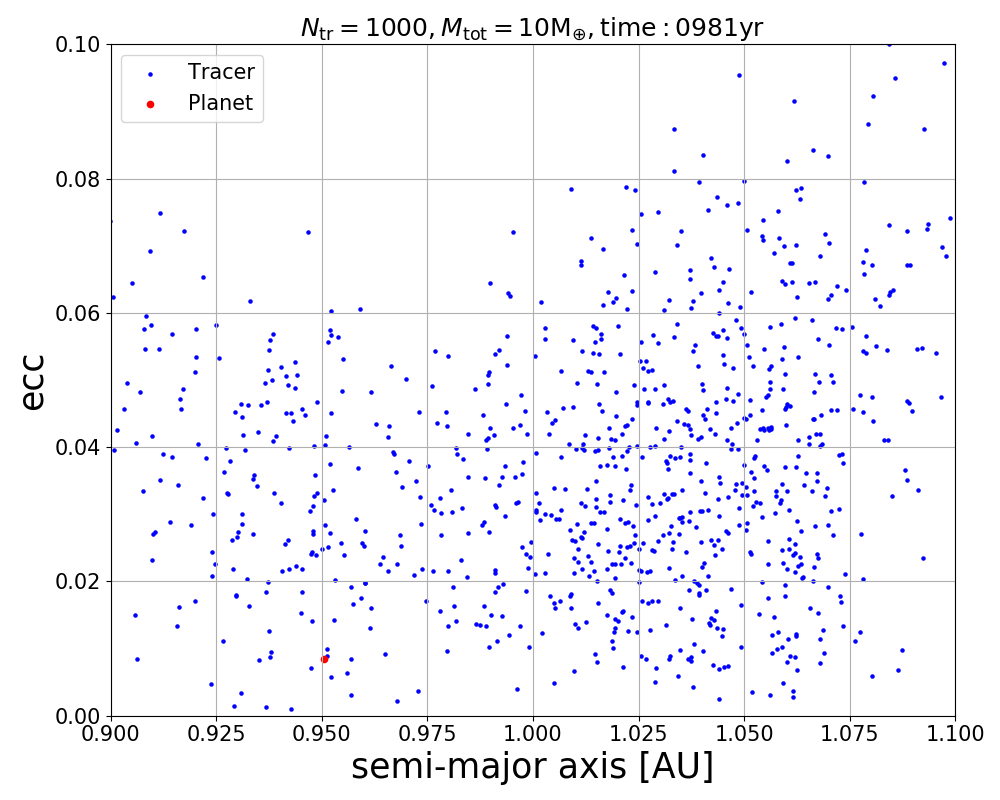 N_tr = 1000, M_tot = 10M_⊕, time : 0981yr
Tracer
Planet
ecc
0.10
0.08
0.06
0.04
0.02
0.00
0.900 0.925 0.950 0.975 1.000 1.025 1.050 1.075 1.100
semi-major axis [AU]